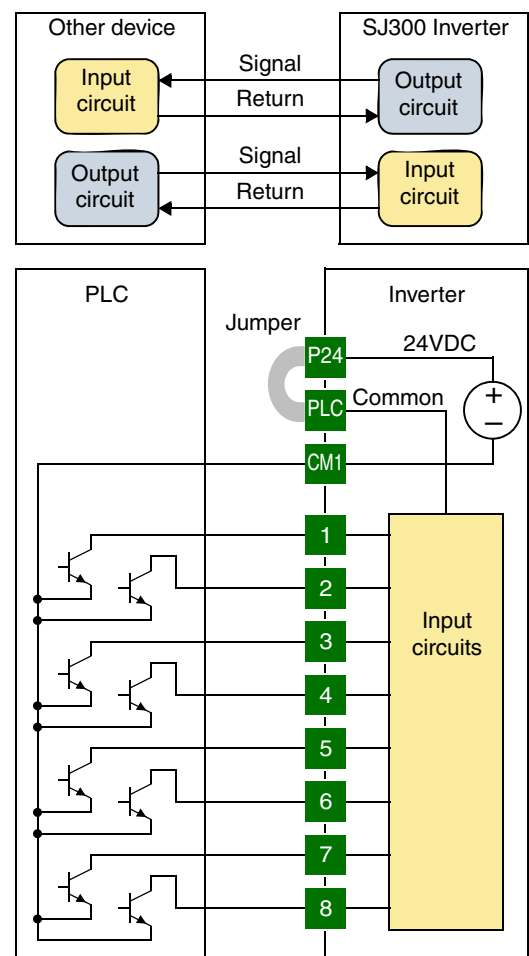 Other device
SJ300 Inverter
Input
circuit
Signal
Return
Output
circuit
Output
circuit
Signal
Return
Input
circuit
PLC
Inverter
Jumper
P24
24VDC
PLC
Common
+
–
CM1
1
2
3
4
5
6
7
8
Input
circuits